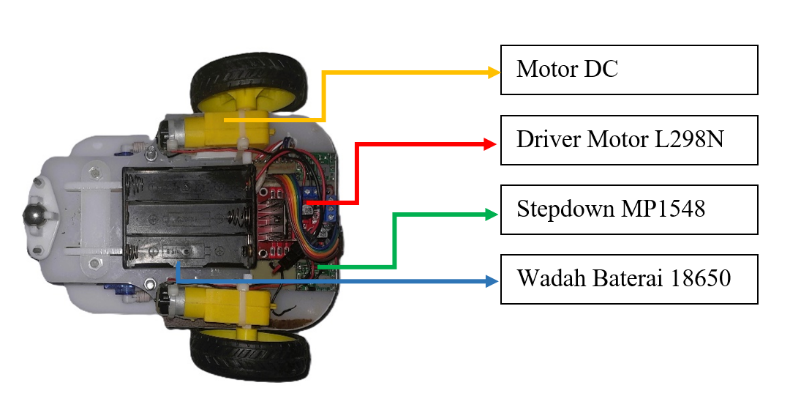 Motor DC
Driver Motor L298N
Stepdown MP1548
Wadah Baterai 18650